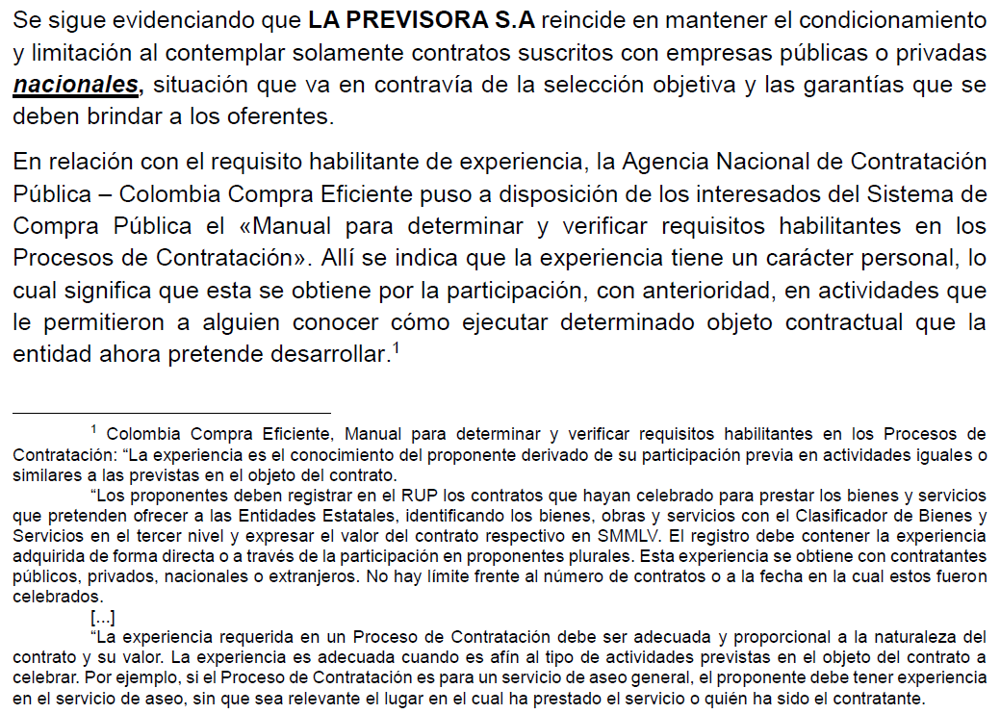 Se sigue evidenciando que LA PREVISORA S.A reincide en mantener el condicionamiento
y limitación al contemplar solamente contratos suscritos con empresas públicas o privadas
nacionales, situación que va en contravía de la selección objetiva y las garantías que se
deben brindar a los oferentes.
En relación con el requisito habilitante de experiencia, la Agencia Nacional de Contratación
Pública – Colombia Compra Eficiente puso a disposición de los interesados del Sistema de
Compra Pública el «Manual para determinar y verificar requisitos habilitantes en los
Procesos de Contratación». Allí se indica que la experiencia tiene un carácter personal, lo
cual significa que esta se obtiene por la participación, con anterioridad, en actividades que
le permitieron a alguien conocer cómo ejecutar determinado objeto contractual que la
entidad ahora pretende desarrollar.1
1 Colombia Compra Eficiente, Manual para determinar y verificar requisitos habilitantes en los Procesos de
Contratación: “La experiencia es el conocimiento del proponente derivado de su participación previa en actividades iguales o
similares a las previstas en el objeto del contrato.
“Los proponentes deben registrar en el RUP los contratos que hayan celebrado para prestar los bienes y servicios
que pretenden ofrecer a las Entidades Estatales, identificando los bienes, obras y servicios con el Clasificador de Bienes y
Servicios en el tercer nivel y expresar el valor del contrato respectivo en SMMLV. El registro debe contener la experiencia
adquirida de forma directa o a través de la participación en proponentes plurales. Esta experiencia se obtiene con contratantes
públicos, privados, nacionales o extranjeros. No hay límite frente al número de contratos o a la fecha en la cual estos fueron
celebrados.
[...]
“La experiencia requerida en un Proceso de Contratación debe ser adecuada y proporcional a la naturaleza del
contrato y su valor. La experiencia es adecuada cuando es afín al tipo de actividades previstas en el objeto del contrato a
celebrar. Por ejemplo, si el Proceso de Contratación es para un servicio de aseo general, el proponente debe tener experiencia
en el servicio de aseo, sin que sea relevante el lugar en el cual ha prestado el servicio o quién ha sido el contratante.